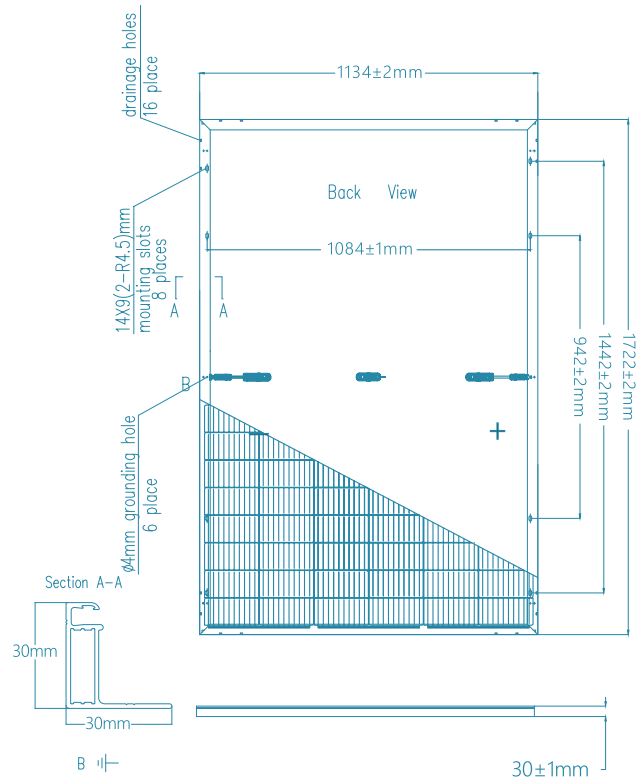 drainage holes
16 place
1134±2mm
Back View
14X9(2-R4.5)mm
mounting slots
8 places
1084±1mm
A
A
942±2mm
1442±2mm
1722±2mm
B
ø4mm grounding hole
6 place
Section A-A
30mm
30mm
B
30±1mm